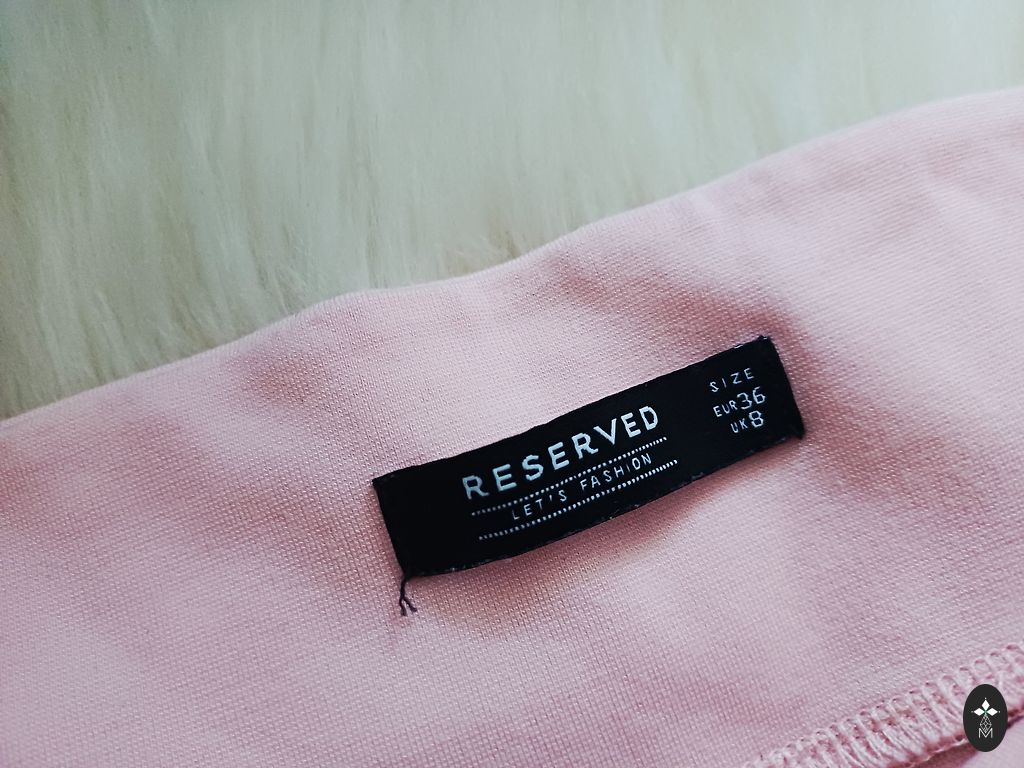 RESERVED
LET'S FASHION
SIZE
EUR 36
UK 8
M